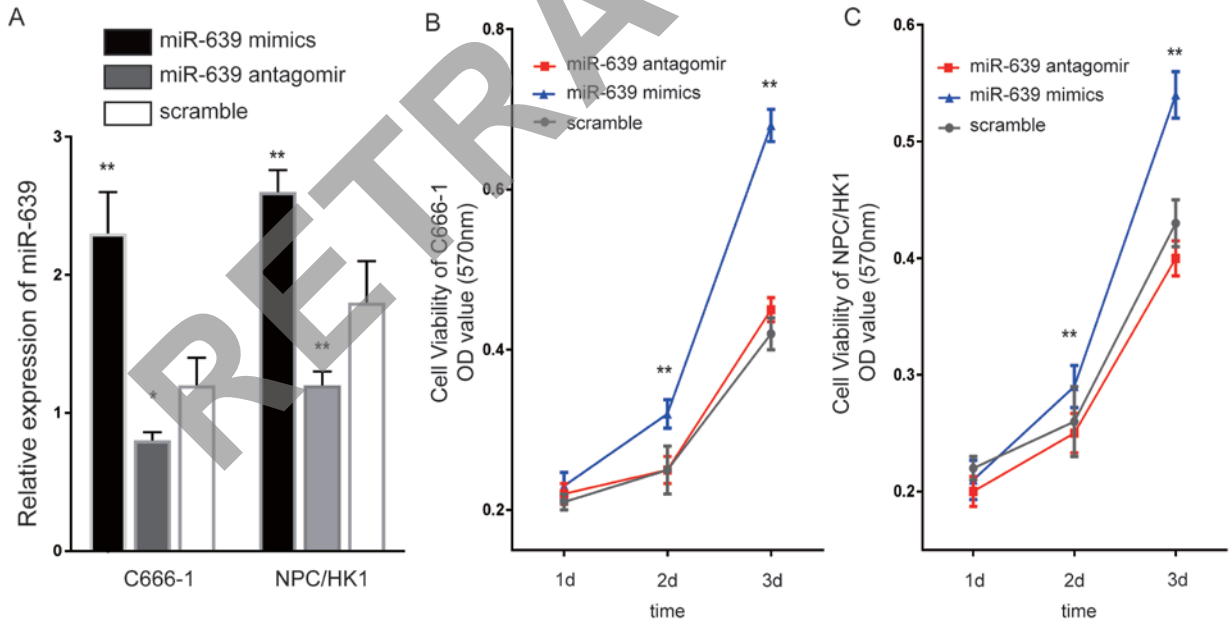 A
miR-639 mimics
miR-639 antagomir
scramble
Relative expression of miR-639
3
2
1
0
**
*
**
**
C666-1
NPC/HK1
B
miR-639 antagomir
miR-639 mimics
scramble
Cell Viability of C666-1
OD value (570nm)
0.8
0.6
0.4
0.2
**
**
1d
2d
3d
time
C
miR-639 antagomir
miR-639 mimics
scramble
Cell Viability of NPC/HK1
OD value (570nm)
0.6
0.5
0.4
0.3
0.2
**
**
1d
2d
3d
time
RETRA